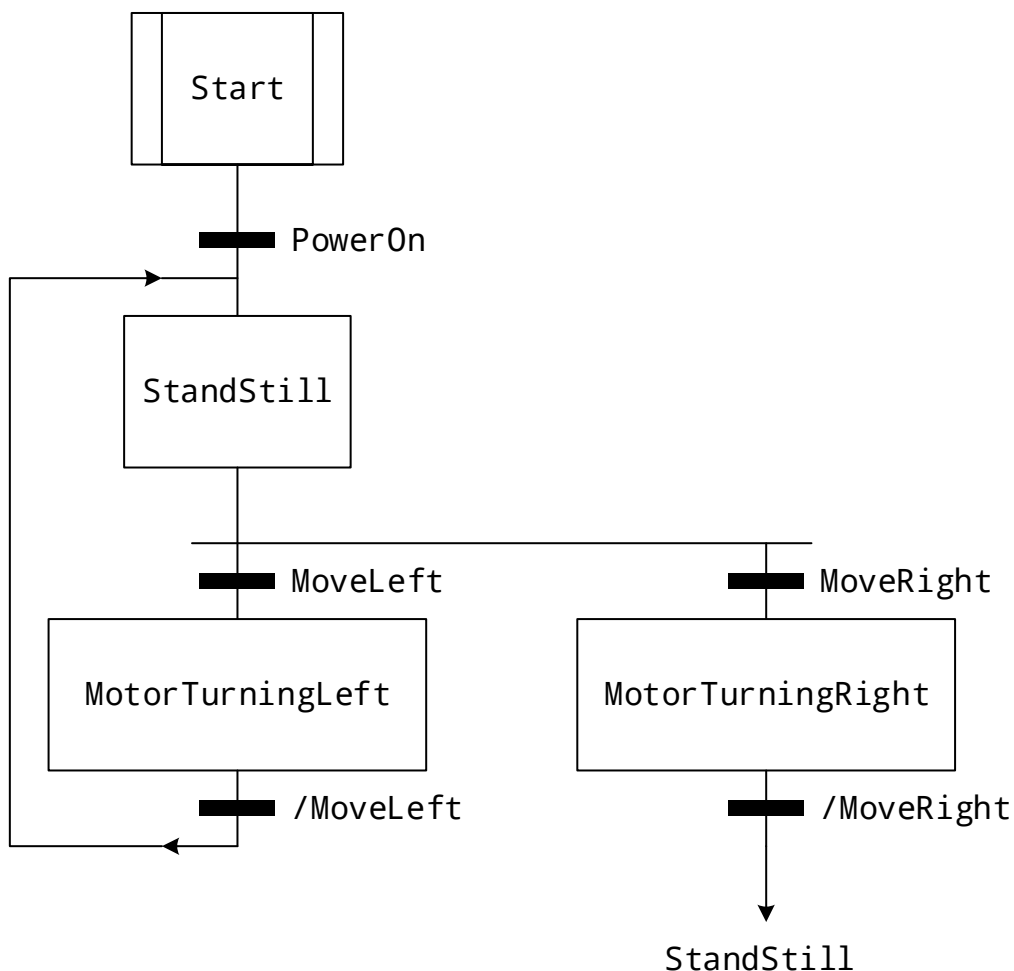 Start
PowerOn
StandStill
MoveLeft
MoveRight
MotorTurningLeft
MotorTurningRight
/MoveLeft
/MoveRight
StandStill